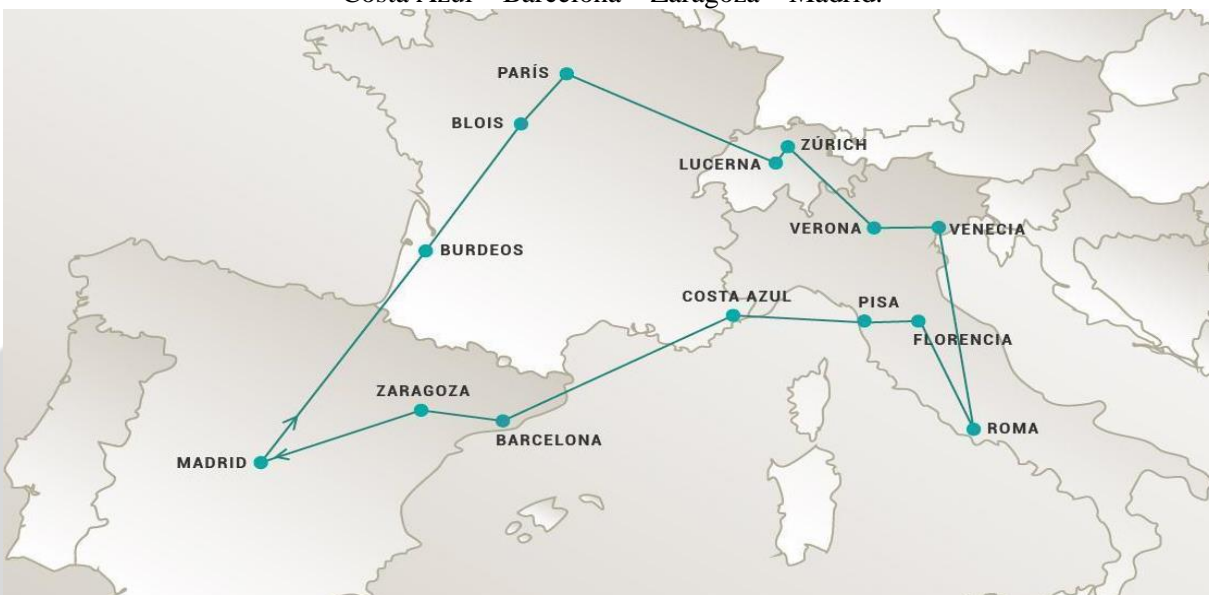 Costa Azul – Barcelona – Zaragoza – Madrid.
PARÍS
BLOIS
ZÚRICH
LUCERNA
VERONA
VENECIA
BURDEOS
COSTA AZUL
PISA
FLORENCIA
ZARAGOZA
BARCELONA
ROMA
MADRID